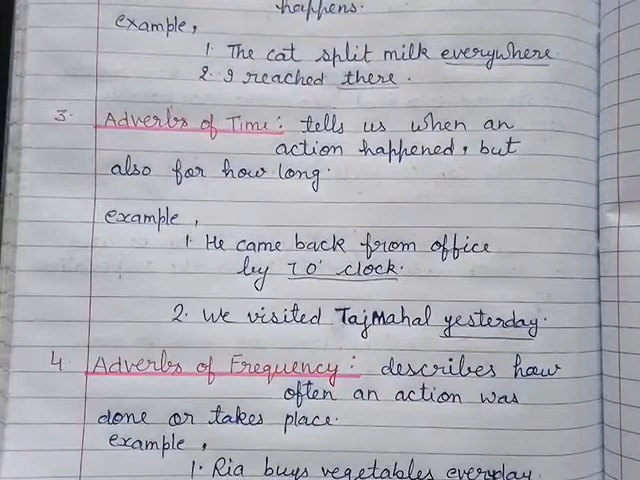 happens.
example,
1. The cat split milk everywhere.
2. I reached there.
3. Adverbs of Time: tells us when an
action happened, but
also for how long.
example,
1. He came back from office
by 70' clock.
2. We visited TajMahal yesterday.
4. Adverbs of Frequency: describes how
often an action was
done or takes place.
example,
1. Ria buys vegetables everyday.